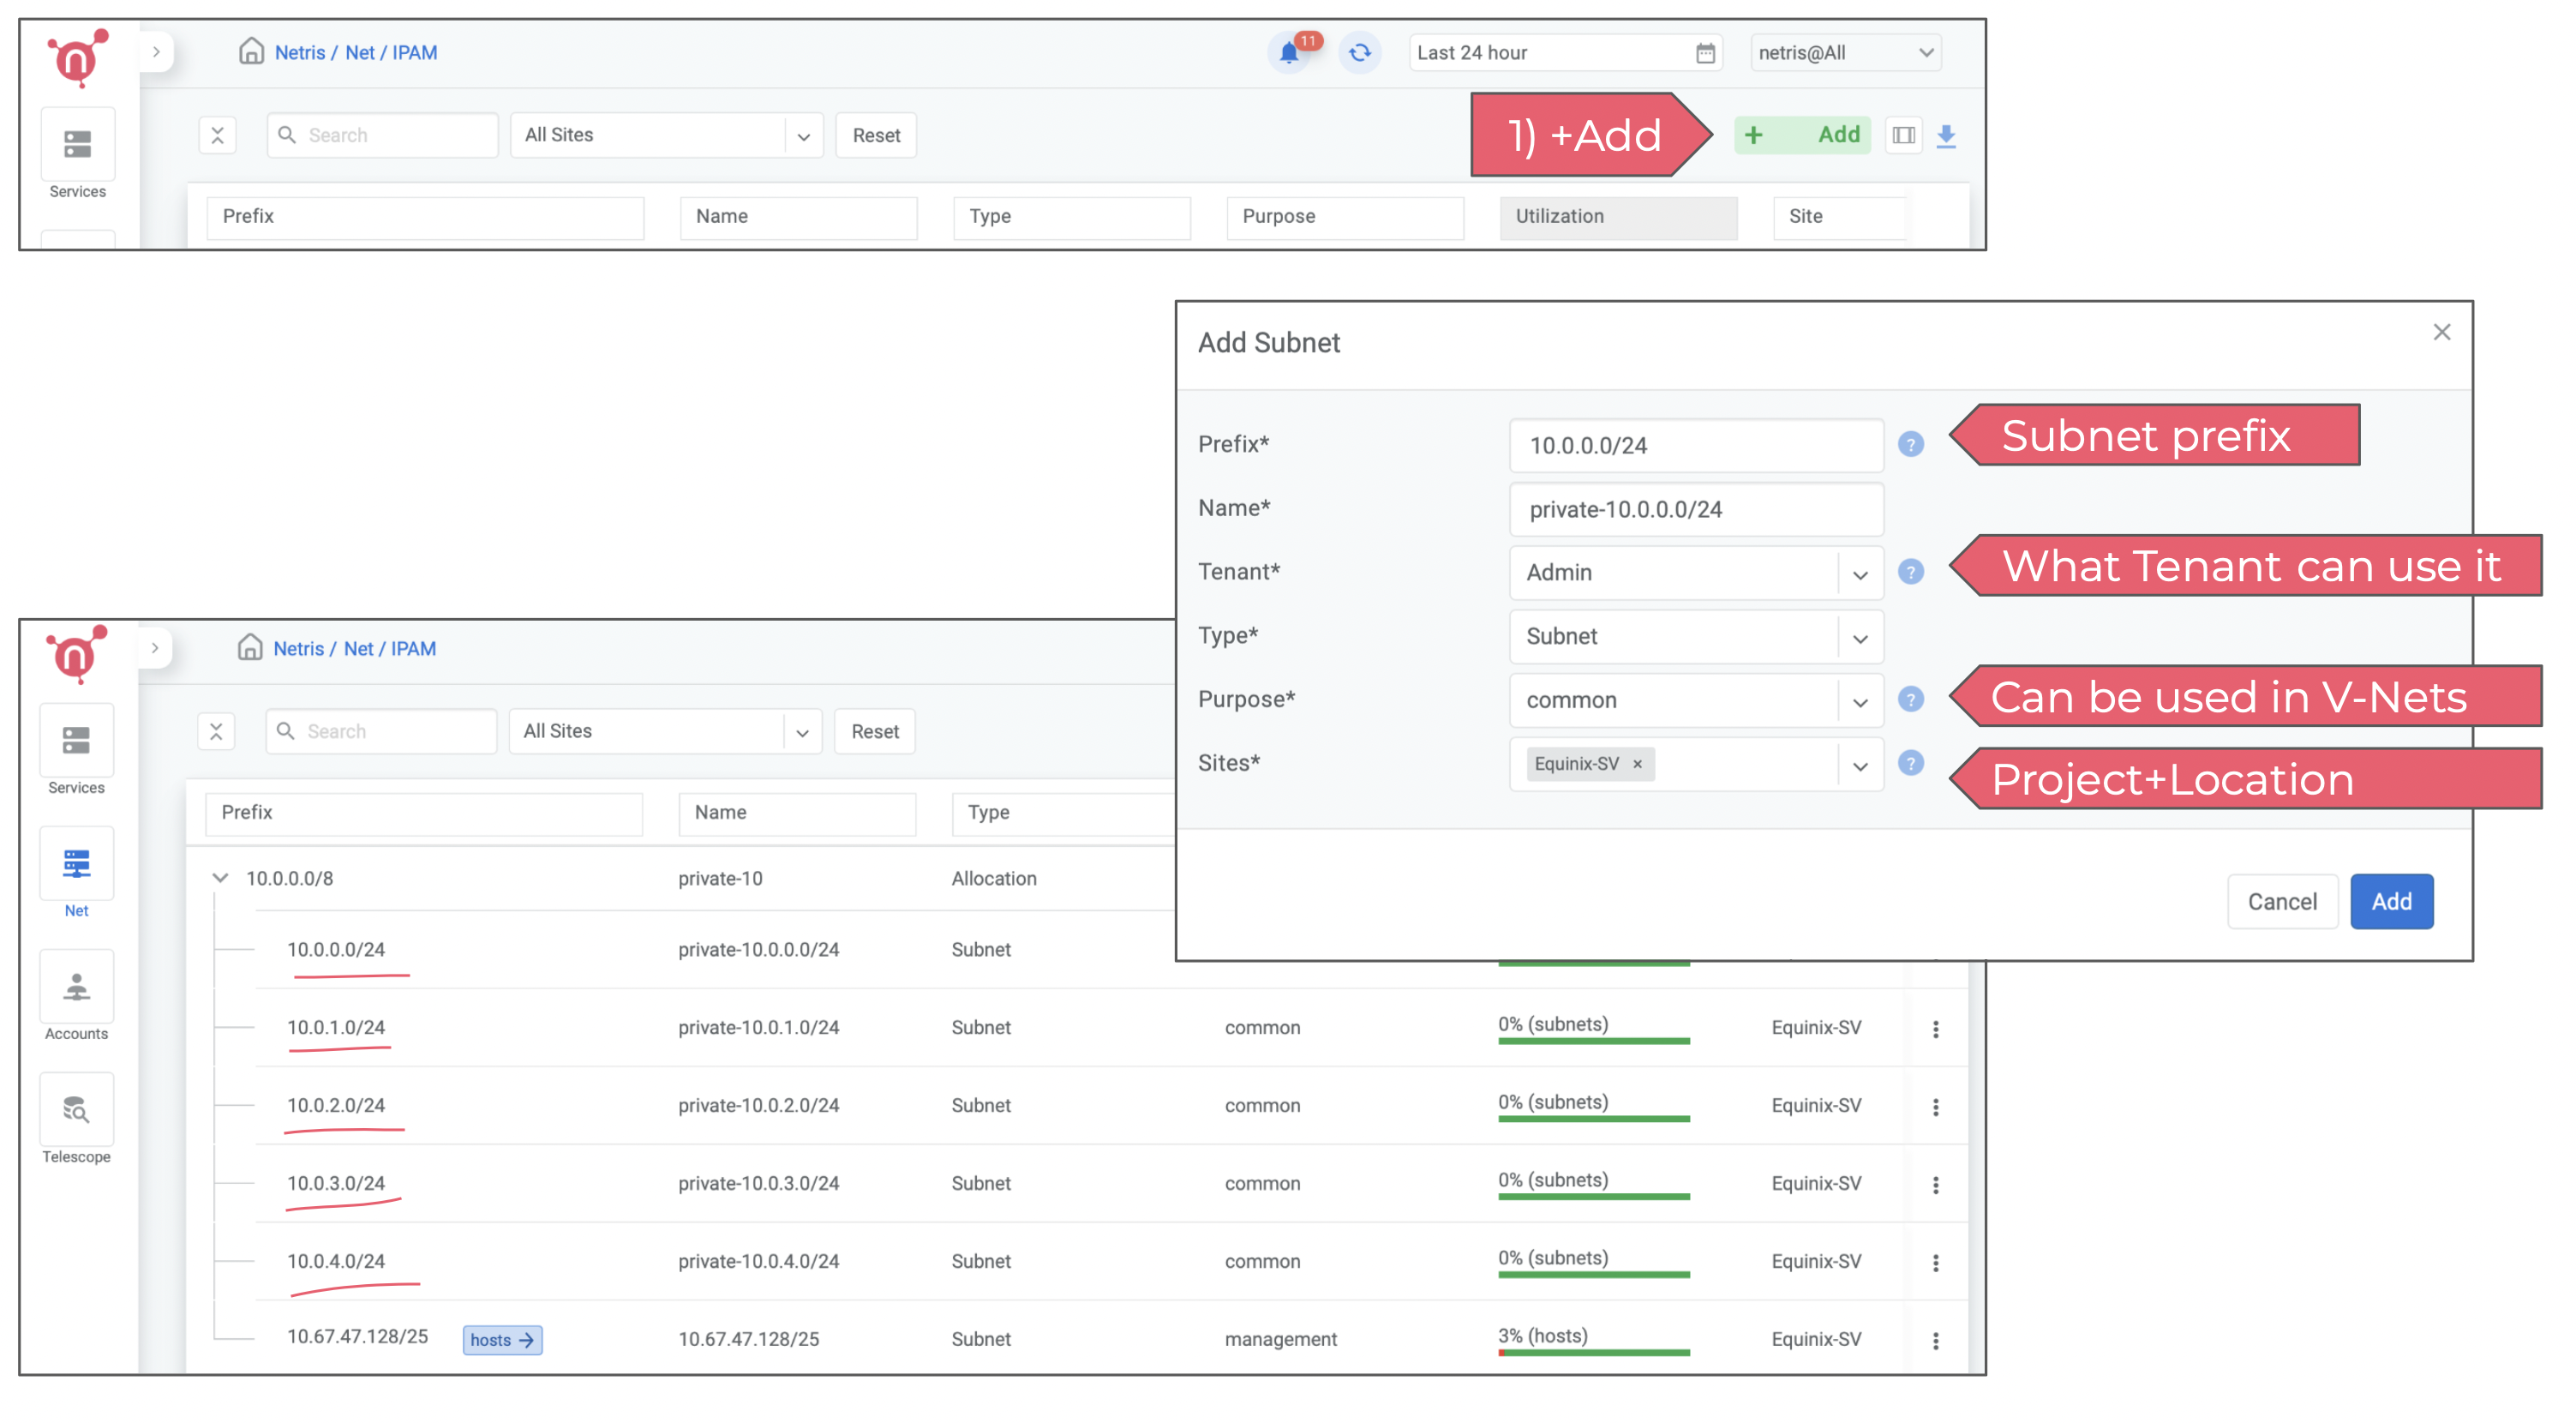 Netris / Net / IPAM
11
Last 24 hour
netris@All
Search
All Sites
Reset
1) +Add
+ Add
Services
Prefix
Name
Type
Purpose
Utilization
Site
Add Subnet
Prefix*
10.0.0.0/24
?
Subnet prefix
Name*
private-10.0.0.0/24
Tenant*
Admin
?
What Tenant can use it
Type*
Subnet
Purpose*
common
?
Can be used in V-Nets
Sites*
Equinix-SV ×
?
Project+Location
Cancel
Add
Netris / Net / IPAM
Search
All Sites
Reset
Services
Net
Accounts
Telescope
Prefix
Name
Type
10.0.0.0/8
private-10
Allocation
10.0.0.0/24
private-10.0.0.0/24
Subnet
10.0.1.0/24
private-10.0.1.0/24
Subnet
common
0% (subnets)
Equinix-SV
10.0.2.0/24
private-10.0.2.0/24
Subnet
common
0% (subnets)
Equinix-SV
10.0.3.0/24
private-10.0.3.0/24
Subnet
common
0% (subnets)
Equinix-SV
10.0.4.0/24
private-10.0.4.0/24
Subnet
common
0% (subnets)
Equinix-SV
10.67.47.128/25
hosts →
10.67.47.128/25
Subnet
management
3% (hosts)
Equinix-SV